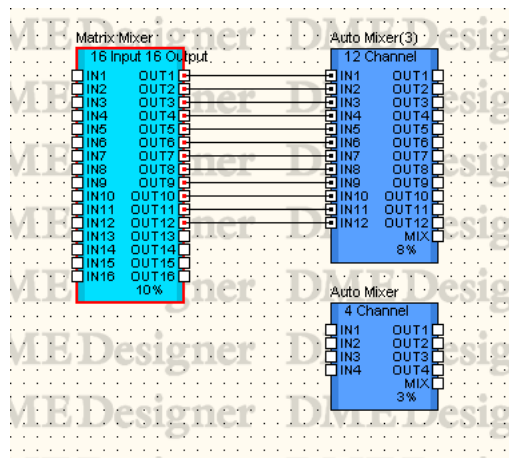 Matrix Mixer
16 Input 16 Output
IN1 OUT1
IN2 OUT2
IN3 OUT3
IN4 OUT4
IN5 OUT5
IN6 OUT6
IN7 OUT7
IN8 OUT8
IN9 OUT9
IN10 OUT10
IN11 OUT11
IN12 OUT12
IN13 OUT13
IN14 OUT14
IN15 OUT15
IN16 OUT16
10%
Auto Mixer(3)
12 Channel
IN1 OUT1
IN2 OUT2
IN3 OUT3
IN4 OUT4
IN5 OUT5
IN6 OUT6
IN7 OUT7
IN8 OUT8
IN9 OUT9
IN10 OUT10
IN11 OUT11
IN12 OUT12
MIX
8%
Auto Mixer
4 Channel
IN1 OUT1
IN2 OUT2
IN3 OUT3
IN4 OUT4
MIX
3%
DME Designer